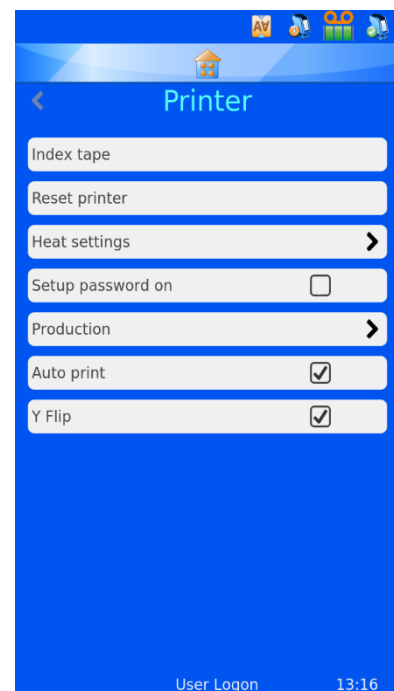 Printer
Index tape
Reset printer
Heat settings
Setup password on
Production
Auto print
Y Flip
User Logon 13:16